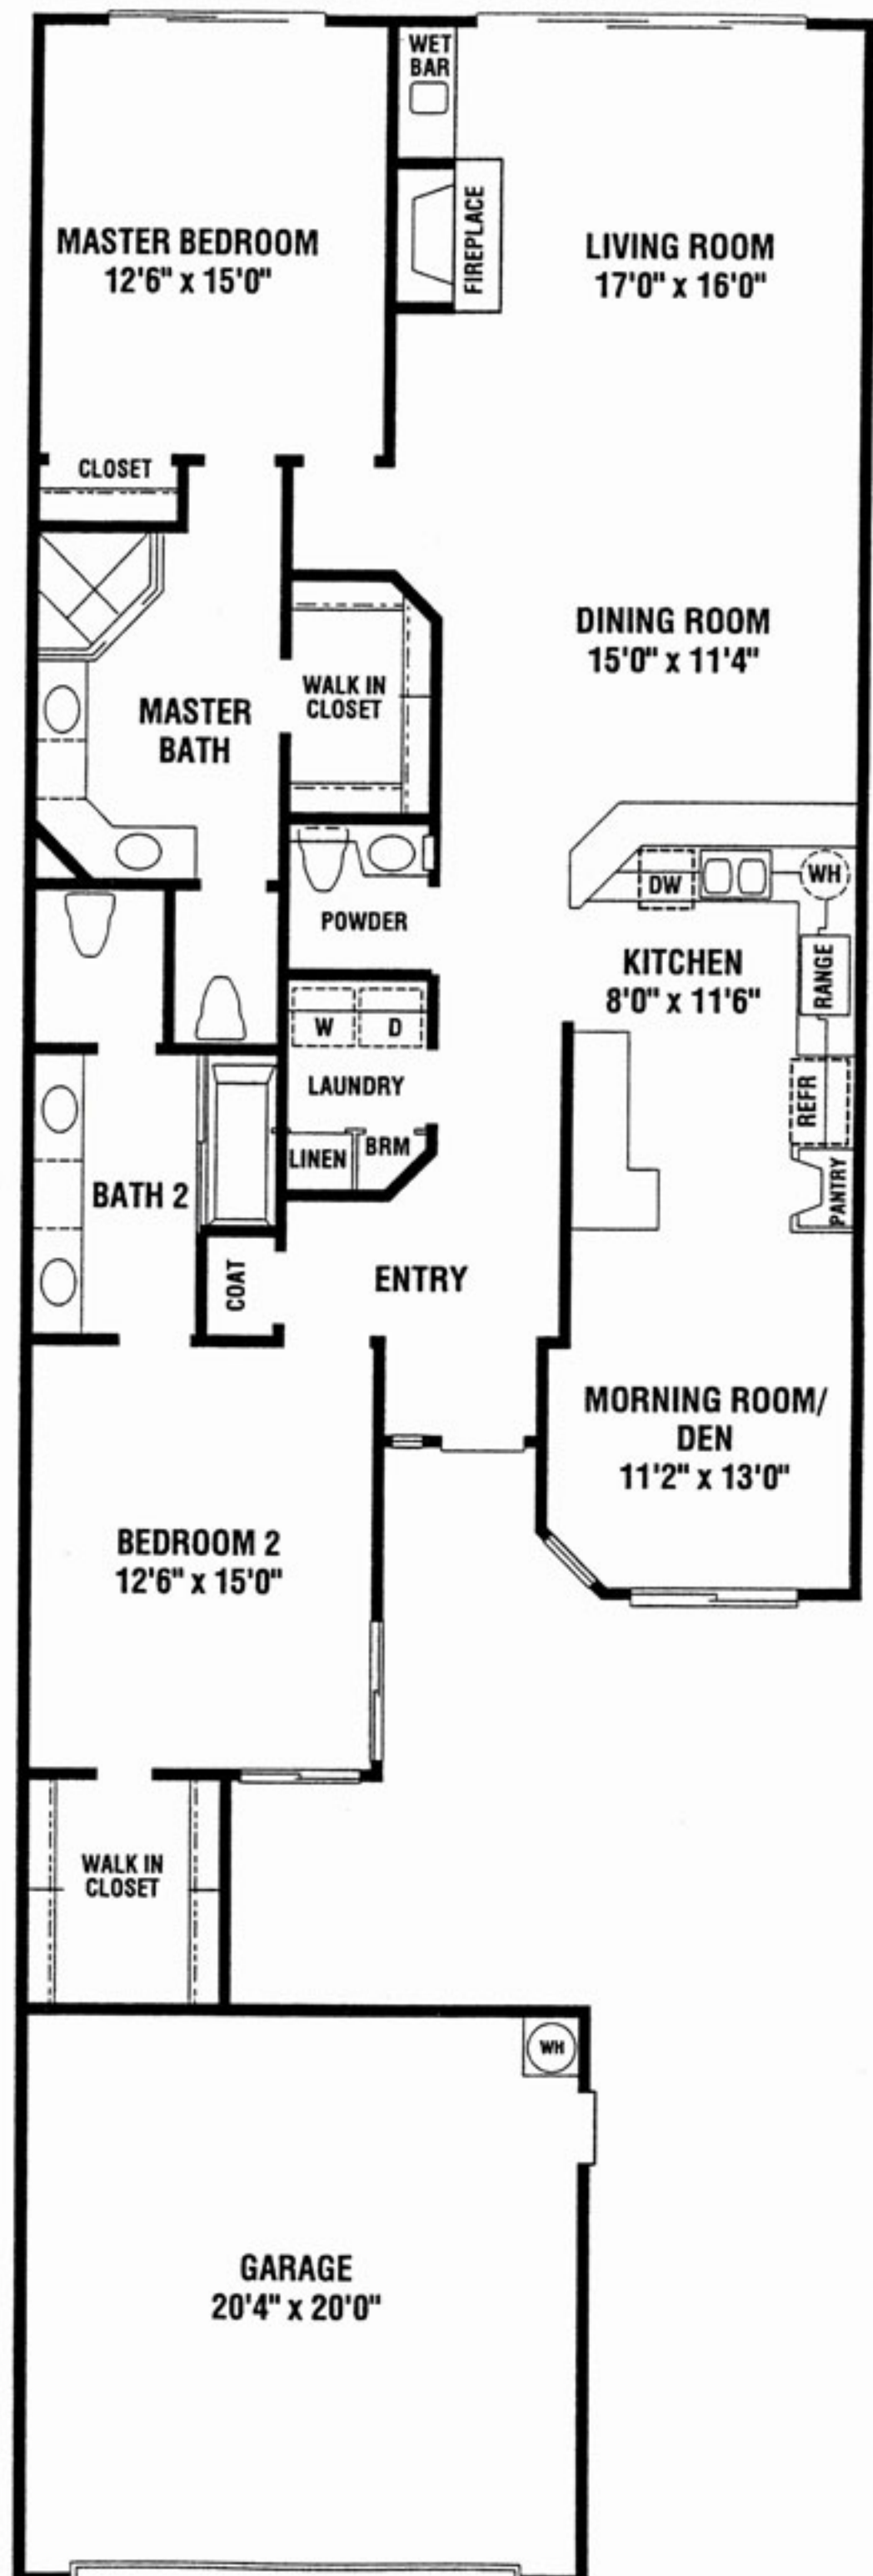 WET
BAR
FIREPLACE
MASTER BEDROOM
12'6" x 15'0"
LIVING ROOM
17'0" x 16'0"
CLOSET
DINING ROOM
15'0" x 11'4"
WALK IN
CLOSET
MASTER
BATH
DW
WH
POWDER
KITCHEN
8'0" x 11'6"
RANGE
W
D
LAUNDRY
REFR
LINEN
BRM
PANTRY
BATH 2
COAT
ENTRY
MORNING ROOM/
DEN
11'2" x 13'0"
BEDROOM 2
12'6" x 15'0"
WALK IN
CLOSET
WH
GARAGE
20'4" x 20'0"